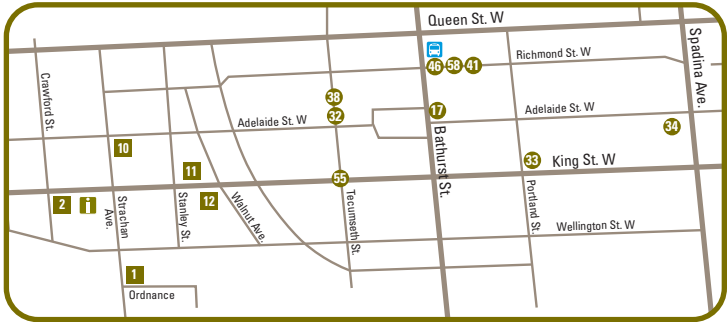 Queen St. W
Spadina Ave.
Richmond St. W
46
58
41
Crawford St.
38
32
Adelaide St. W
17
Adelaide St. W
34
Bathurst St.
10
11
33
King St. W
55
2
i
Strachan
Ave.
Stanley St.
12
Walnut Ave.
Tecumseth St.
Portland St.
Wellington St. W
1
Ordnance